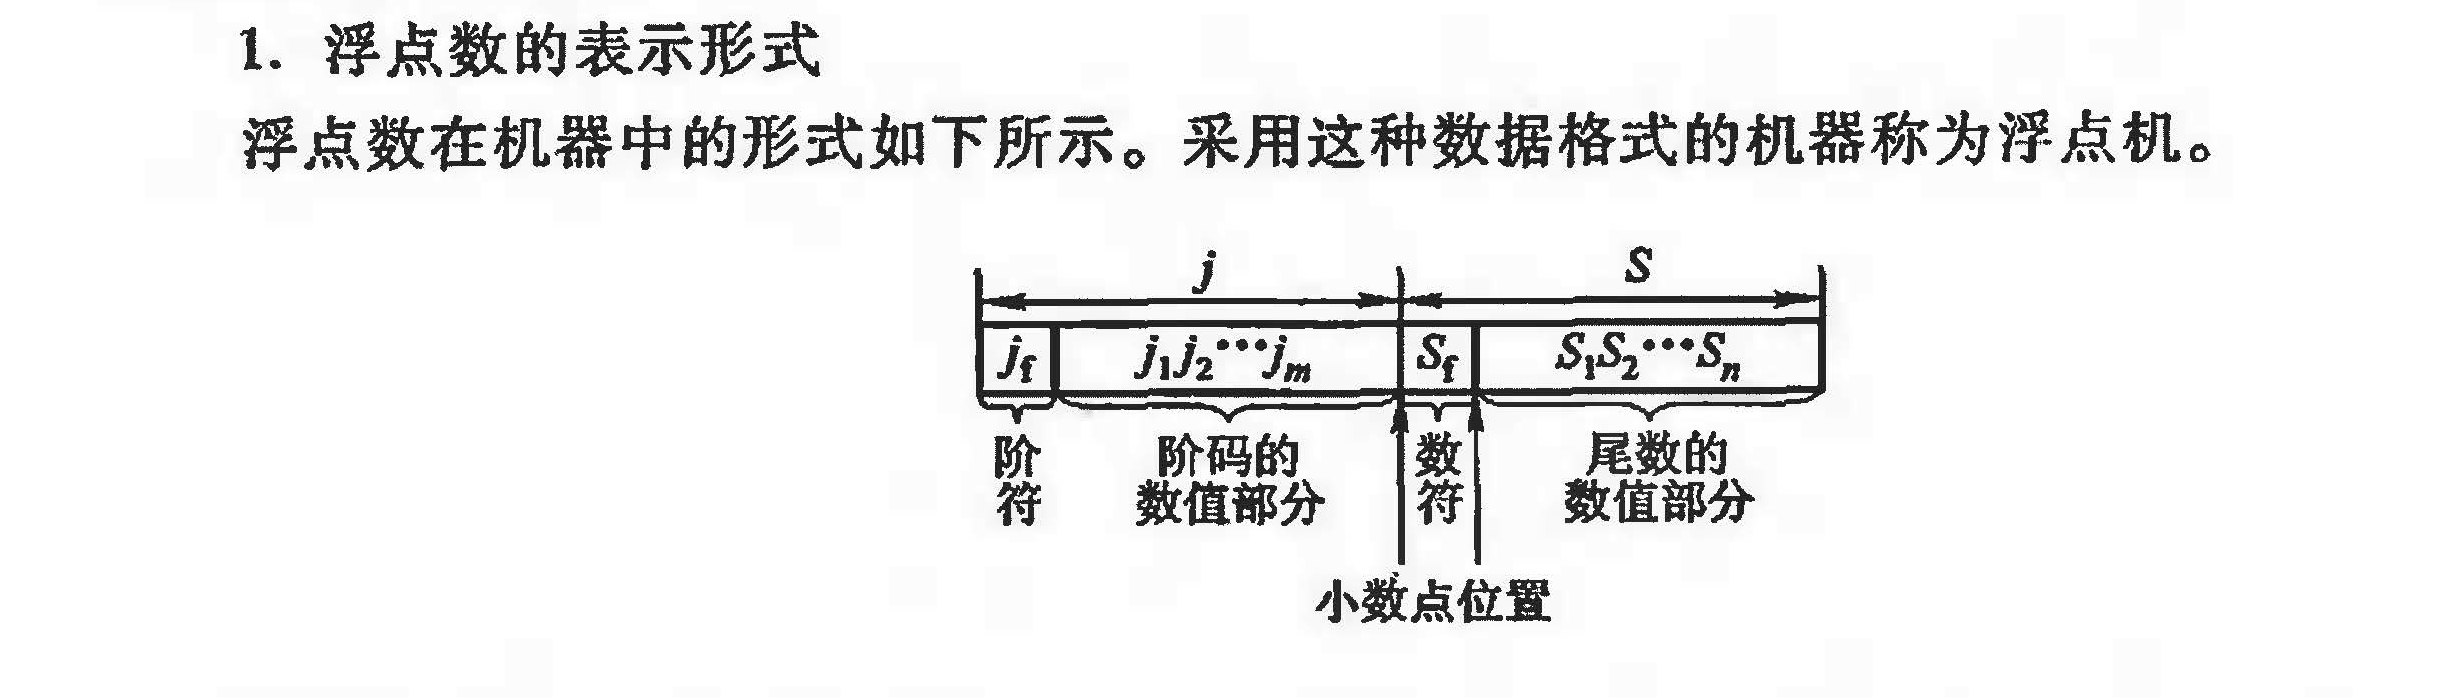 1. 浮点数的表示形式
浮点数在机器中的形式如下所示。采用这种数据格式的机器称为浮点机。
j S
j_f j_1j_2…j_m S_f S_1S_2…S_n
阶符 阶码的数值部分 数符 尾数的数值部分
小数点位置